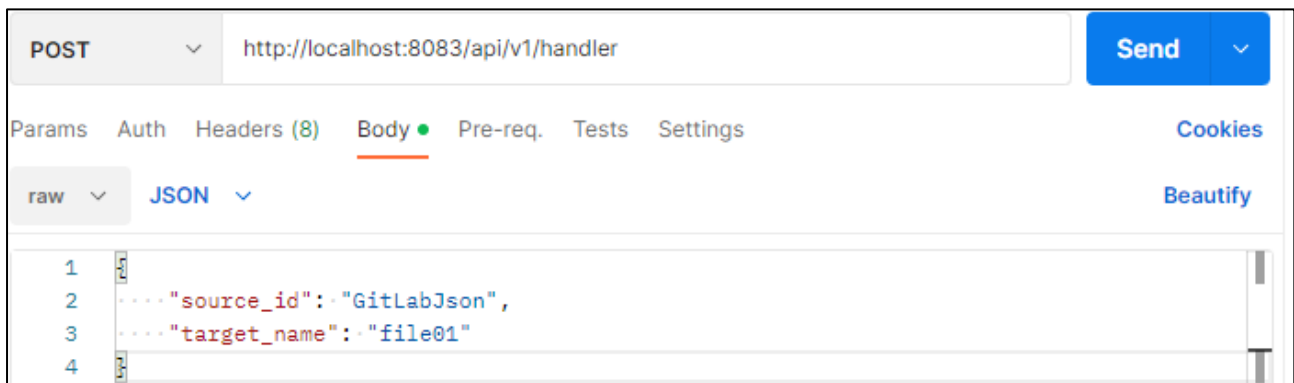 POST http://localhost:8083/api/v1/handler Send
Params Auth Headers (8) Body Pre-req. Tests Settings Cookies
raw JSON Beautify
1 {
2 "source_id": "GitLabJson",
3 "target_name": "file01"
4 }